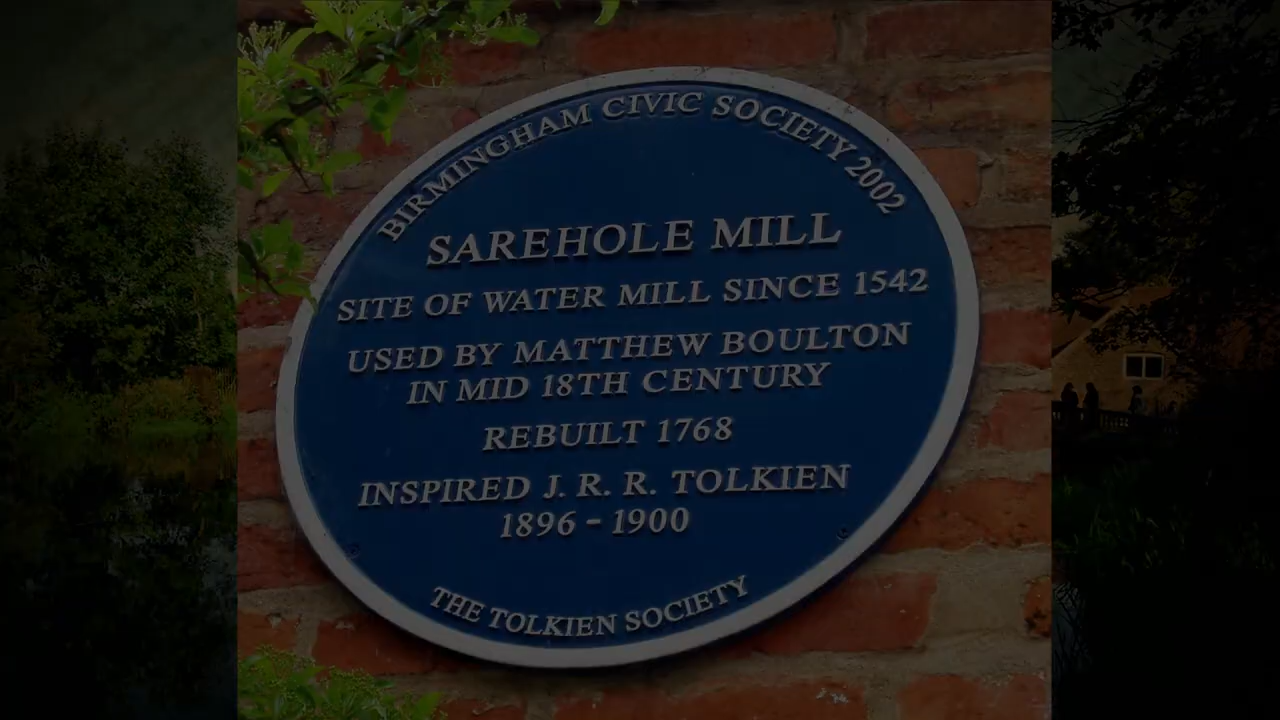 BIRMINGHAM CIVIC SOCIETY 2002
SAREHOLE MILL
SITE OF WATER MILL SINCE 1542
USED BY MATTHEW BOULTON
IN MID 18TH CENTURY
REBUILT 1768
INSPIRED J. R. R. TOLKIEN
1896 - 1900
THE TOLKIEN SOCIETY